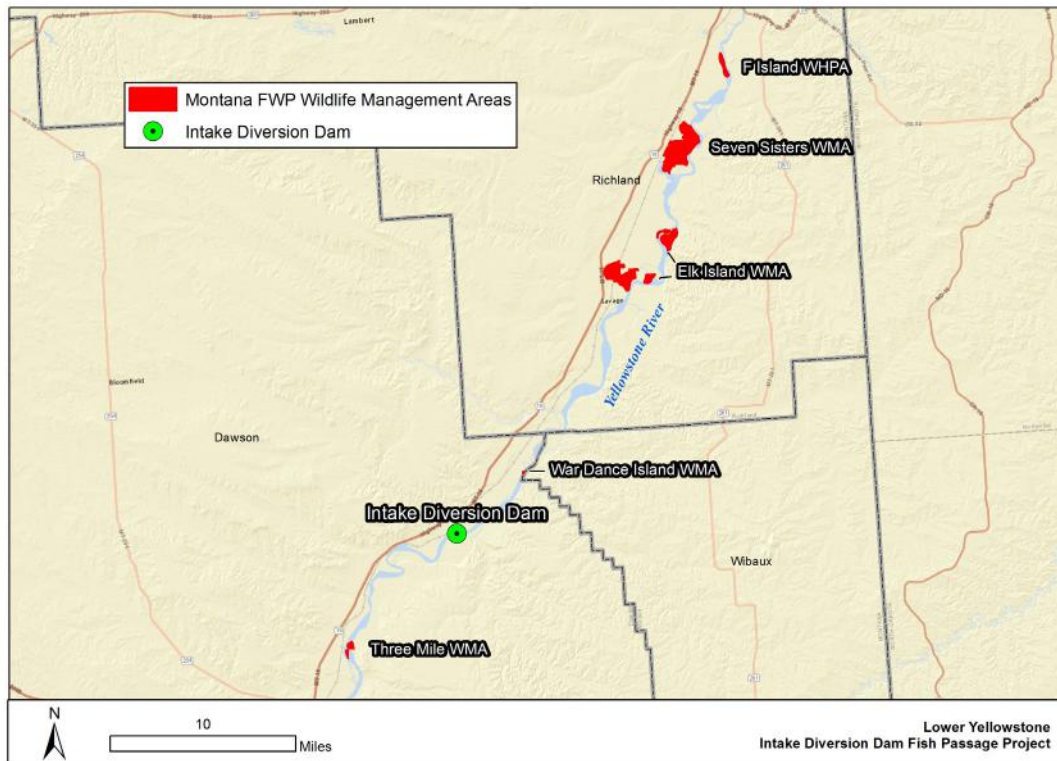 Lambert
F Island WHPA
Montana FWP Wildlife Management Areas
Intake Diversion Dam
Seven Sisters WMA
Richland
Elk Island WMA
Yellowstone River
Bloomfield
Dawson
War Dance Island WMA
Intake Diversion Dam
Wibaux
Three Mile WMA
N
10
Miles
Lower Yellowstone
Intake Diversion Dam Fish Passage Project